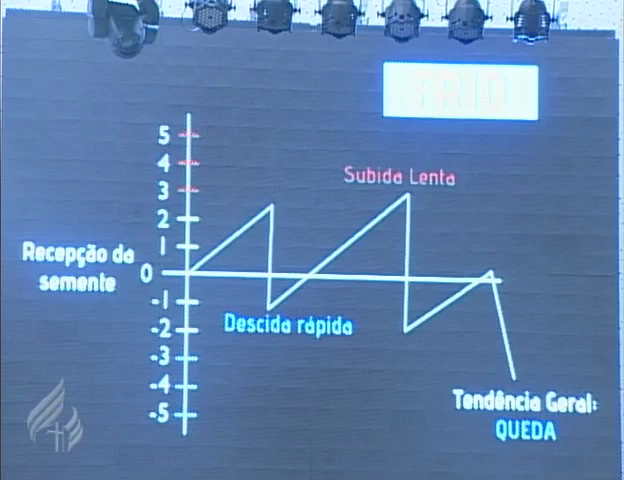 FRIO
5
4
Subida Lenta
3
2
1
Recepção da
semente
0
-1
Descida rápida
-2
-3
-4
Tendência Geral:
-5
QUEDA